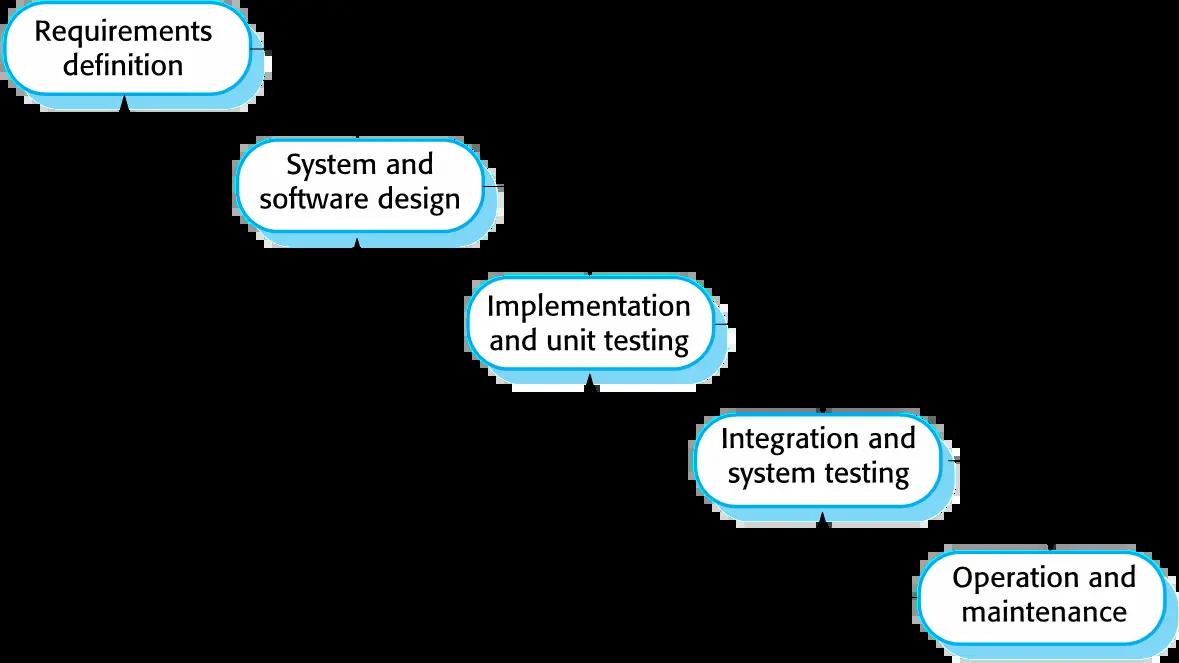 Requirements
definition
System and
software design
Implementation
and unit testing
Integration and
system testing
Operation and
maintenance